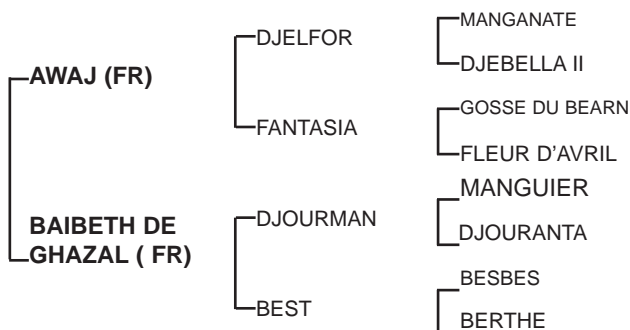 MANGANATE
DJELFOR
DJEBELLA II
AWAJ (FR)
GOSSE DU BEARN
FANTASIA
FLEUR D'AVRIL
MANGUIER
BAIBETH DE
GHAZAL ( FR)
DJOURMAN
DJOURANTA
BESBES
BEST
BERTHE